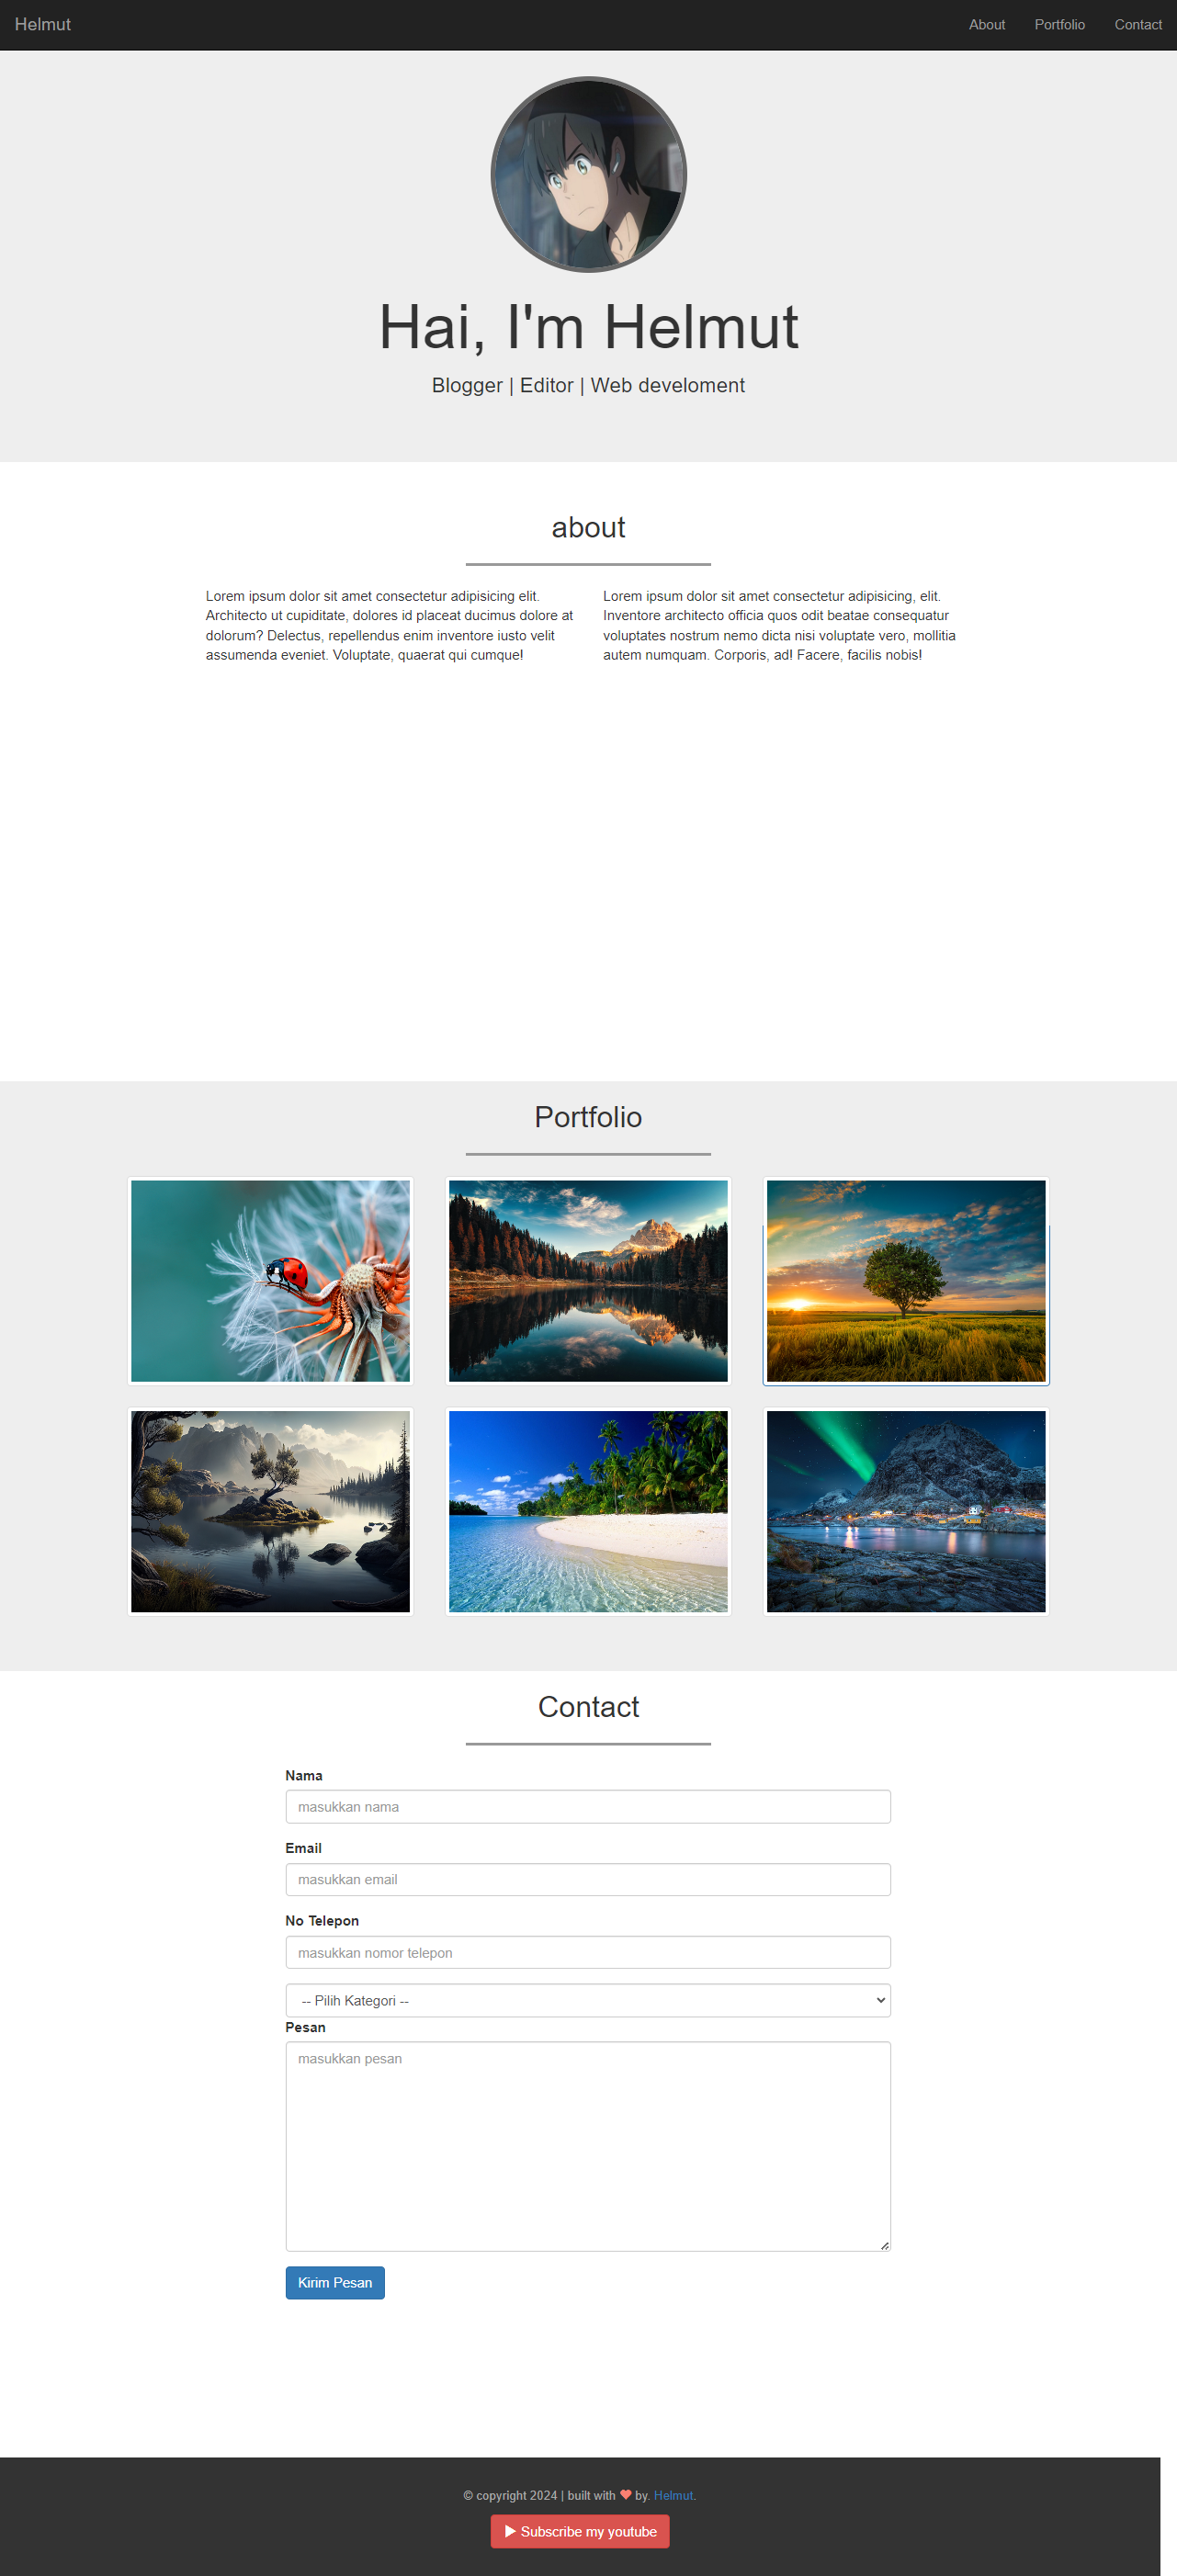 Helmut
About
Portfolio
Contact
Hai, I'm Helmut
Blogger | Editor | Web develoment
about
Lorem ipsum dolor sit amet consectetur adipisicing elit.
Architecto ut cupiditate, dolores id placeat ducimus dolore at
dolorum? Delectus, repellendus enim inventore iusto velit
assumenda eveniet. Voluptate, quaerat qui cumque!
Lorem ipsum dolor sit amet consectetur adipisicing, elit.
Inventore architecto officia quos odit beatae consequatur
voluptates nostrum nemo dicta nisi voluptate vero, mollitia
autem numquam. Corporis, ad! Facere, facilis nobis!
Portfolio
Contact
Nama
masukkan nama
Email
masukkan email
No Telepon
masukkan nomor telepon
-- Pilih Kategori --
Pesan
masukkan pesan
Kirim Pesan
© copyright 2024 | built with ♥ by. Helmut.
▶ Subscribe my youtube